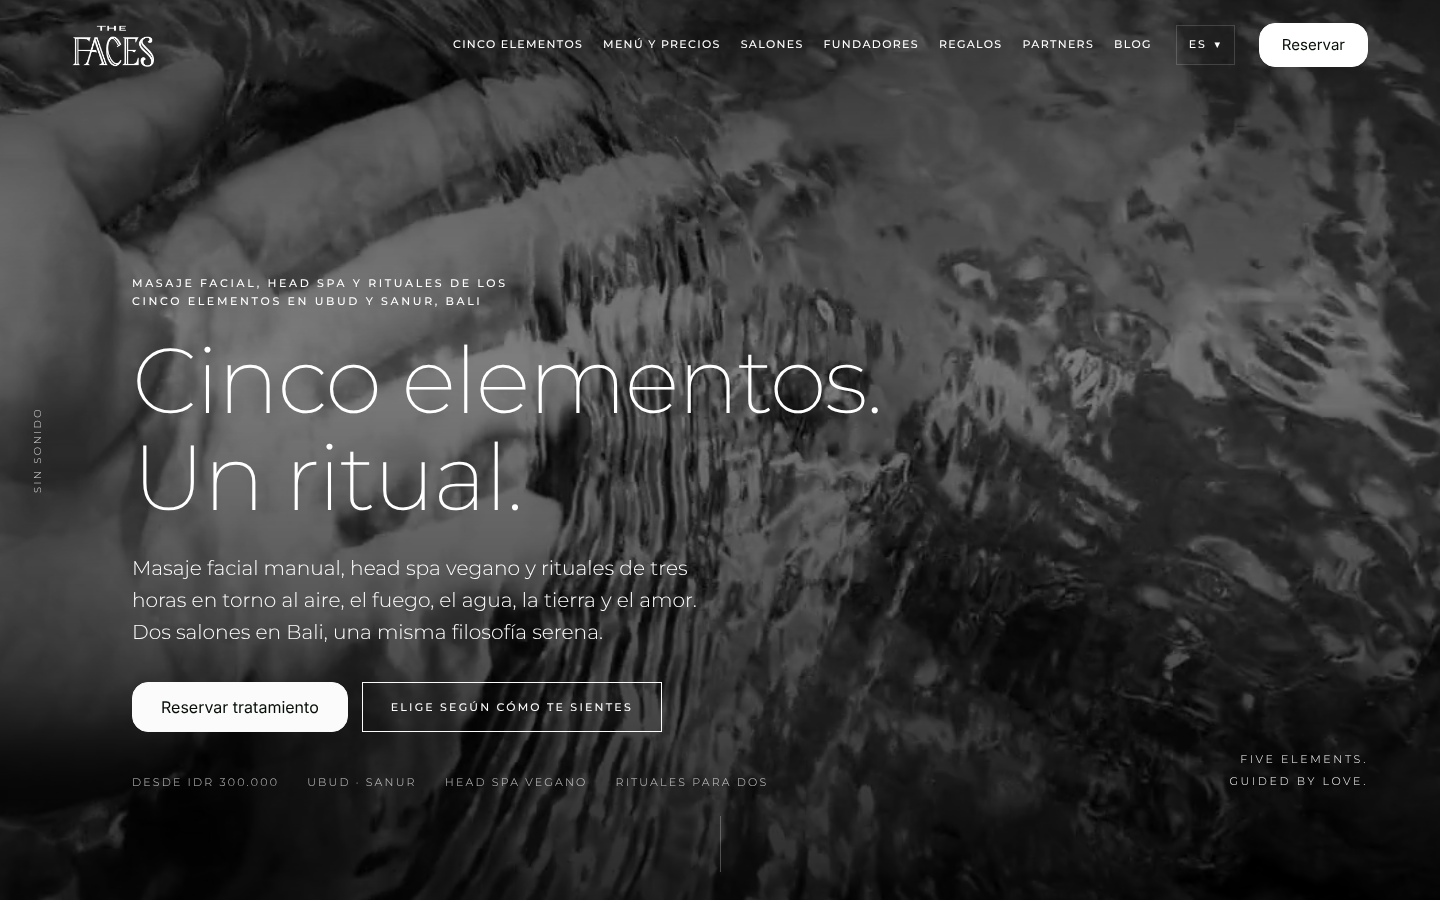 THE
FACES
CINCO ELEMENTOS
MENÚ Y PRECIOS
SALONES
FUNDADORES
REGALOS
PARTNERS
BLOG
ES ▼
Reservar
MASAJE FACIAL, HEAD SPA Y RITUALES DE LOS
CINCO ELEMENTOS EN UBUD Y SANUR, BALI
Cinco elementos.
Un ritual.
SIN SONIDO
Masaje facial manual, head spa vegano y rituales de tres
horas en torno al aire, el fuego, el agua, la tierra y el amor.
Dos salones en Bali, una misma filosofía serena.
Reservar tratamiento
ELIGE SEGÚN CÓMO TE SIENTES
DESDE IDR 300.000
UBUD · SANUR
HEAD SPA VEGANO
RITUALES PARA DOS
FIVE ELEMENTS.
GUIDED BY LOVE.